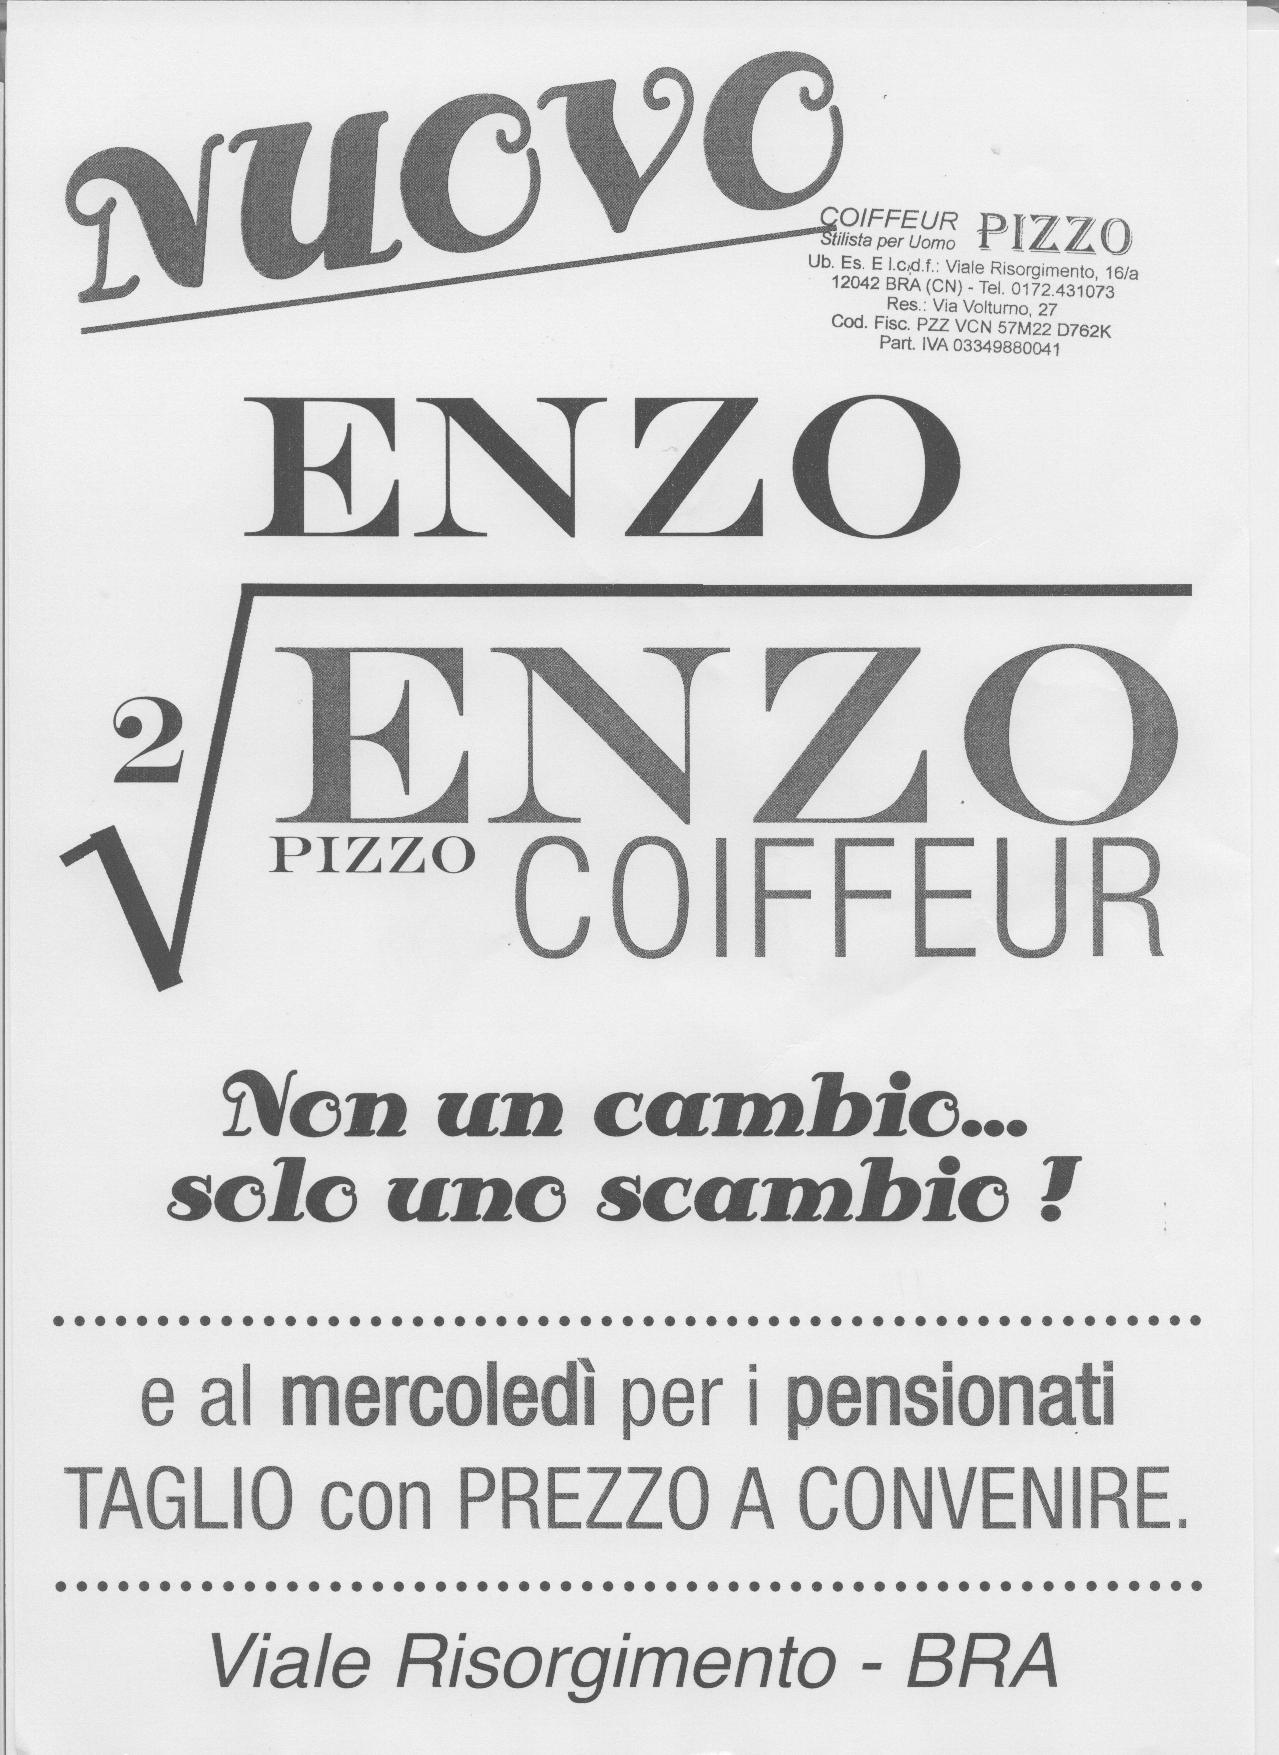 NUOVO
COIFFEUR PIZZO
Stilista per Uomo
Ub. Es. E l.c.d.f.: Viale Risorgimento, 16/a
12042 BRA (CN) - Tel. 0172.431073
Res.: Via Volturno, 27
Cod. Fisc. PZZ VCN 57M22 D762K
Part. IVA 03349880041
ENZO
2
ENZO
PIZZO COIFFEUR
Non un cambio...
solo uno scambio !
e al mercoledì per i pensionati
TAGLIO con PREZZO A CONVENIRE.
Viale Risorgimento - BRA